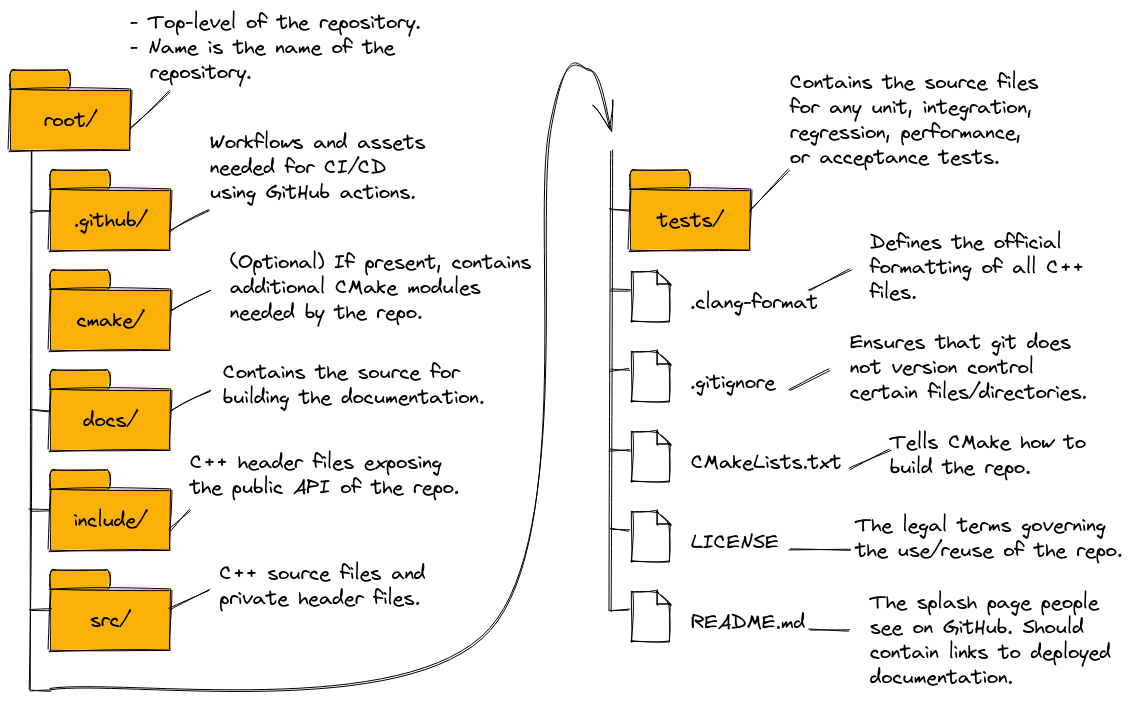 - Top-level of the repository.
- Name is the name of the
repository.
root/
Workflows and assets
needed for CI/CD
using GitHub actions.
.github/
(Optional) If present, contains
additional CMake modules
needed by the repo.
cmake/
Contains the source for
building the documentation.
docs/
C++ header files exposing
the public API of the repo.
include/
C++ source files and
private header files.
src/
Contains the source files
for any unit, integration,
regression, performance,
or acceptance tests.
tests/
Defines the official
formatting of all C++
files.
.clang-format
Ensures that git does
not version control
certain files/directories.
.gitignore
Tells CMake how to
build the repo.
CMakeLists.txt
The legal terms governing
the use/reuse of the repo.
LICENSE
The splash page people
see on GitHub. Should
contain links to deployed
documentation.
README.md